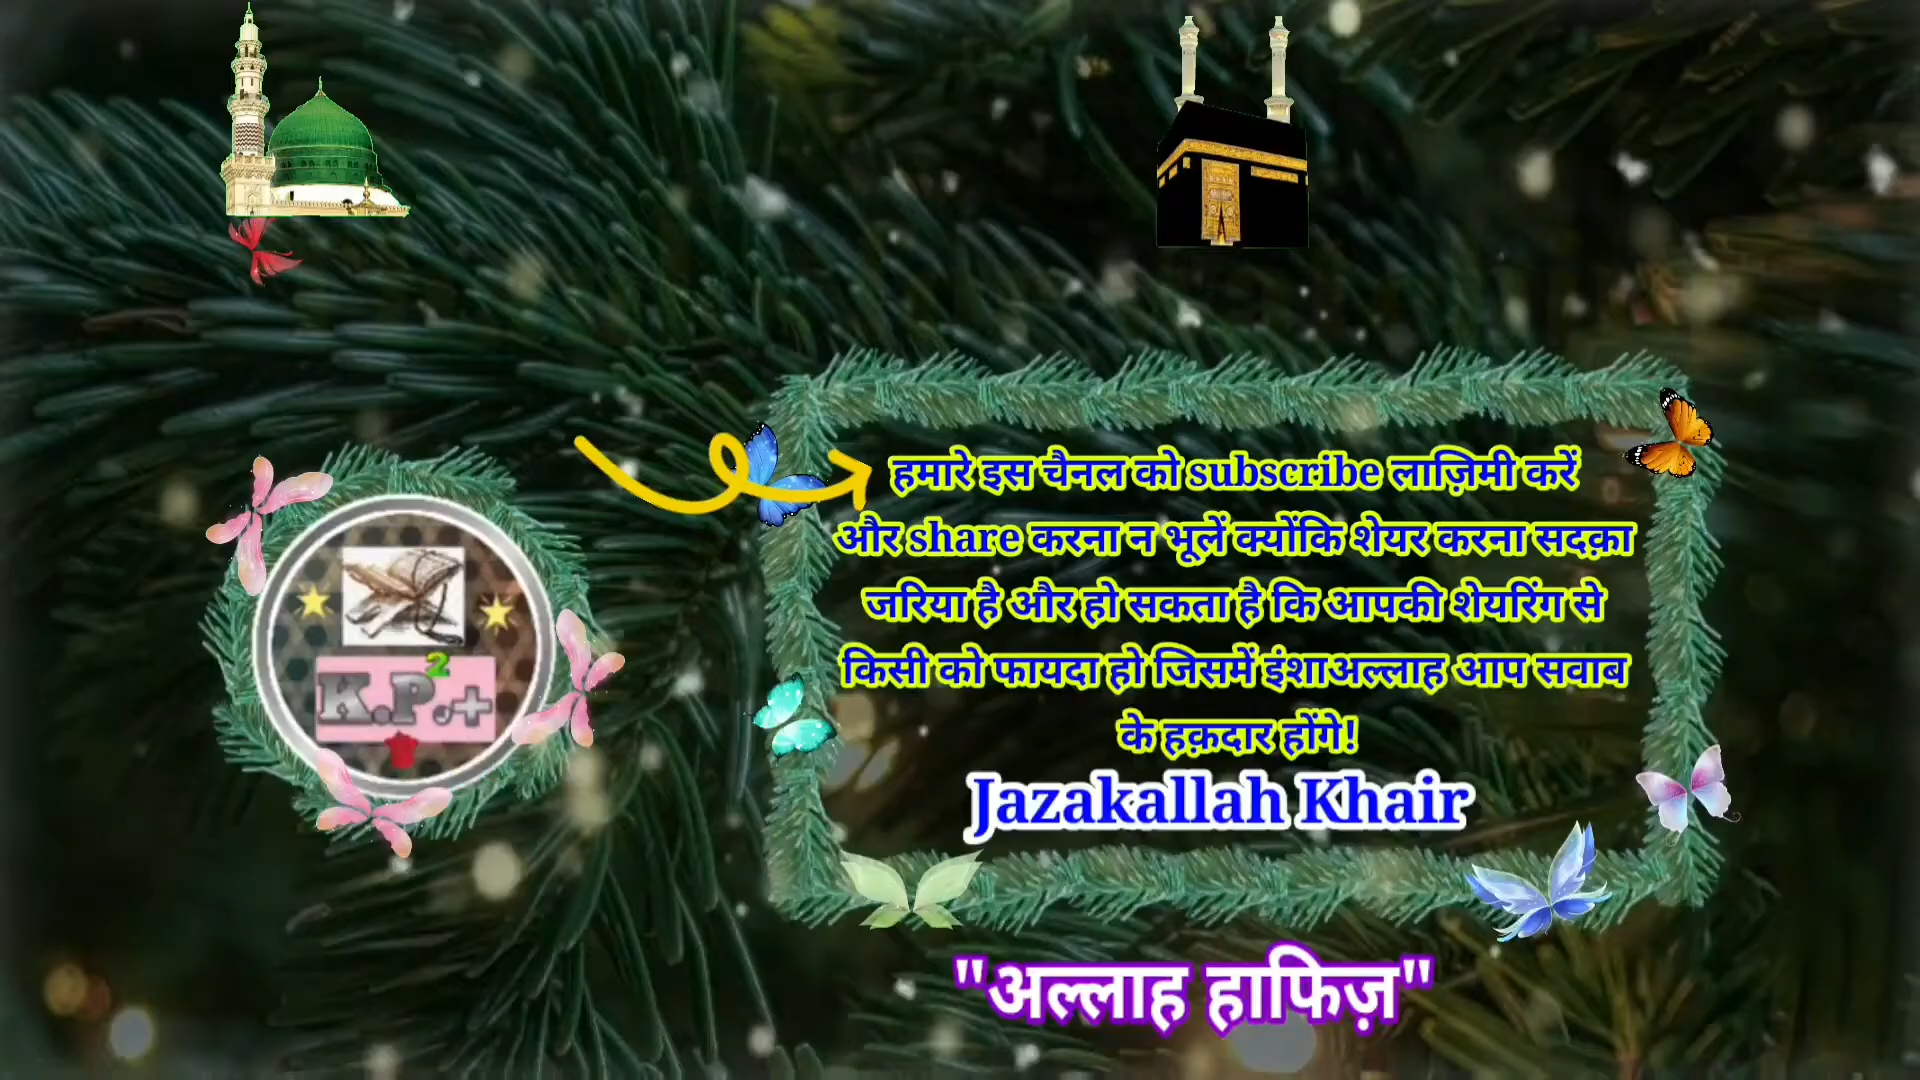 हमारे इस चैनल को subscribe लाज़िमी करें
और share करना न भूलें क्योंकि शेयर करना सदक़ा
जरिया है और हो सकता है कि आपकी शेयरिंग से
किसी को फायदा हो जिसमें इंशाअल्लाह आप सवाब
के हक़दार होंगे!
Jazakallah Khair
"अल्लाह हाफिज़"
K.P.²+